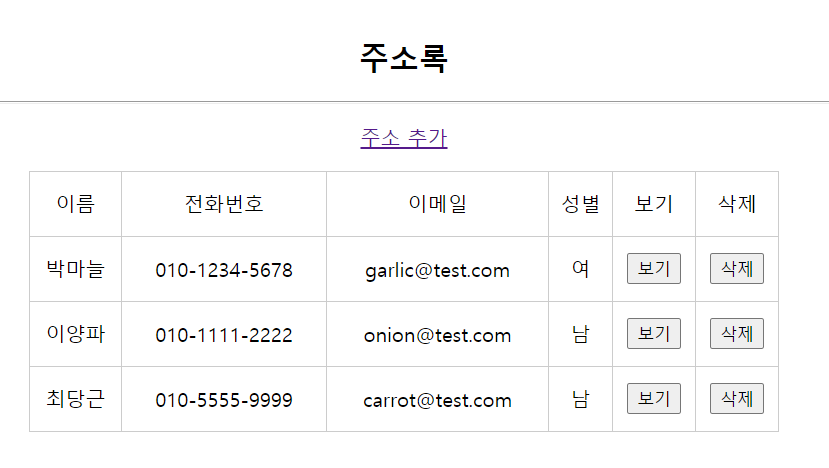 주소록
주소 추가
이름 전화번호 이메일 성별 보기 삭제
박마늘 010-1234-5678 garlic@test.com 여 보기 삭제
이양파 010-1111-2222 onion@test.com 남 보기 삭제
최당근 010-5555-9999 carrot@test.com 남 보기 삭제